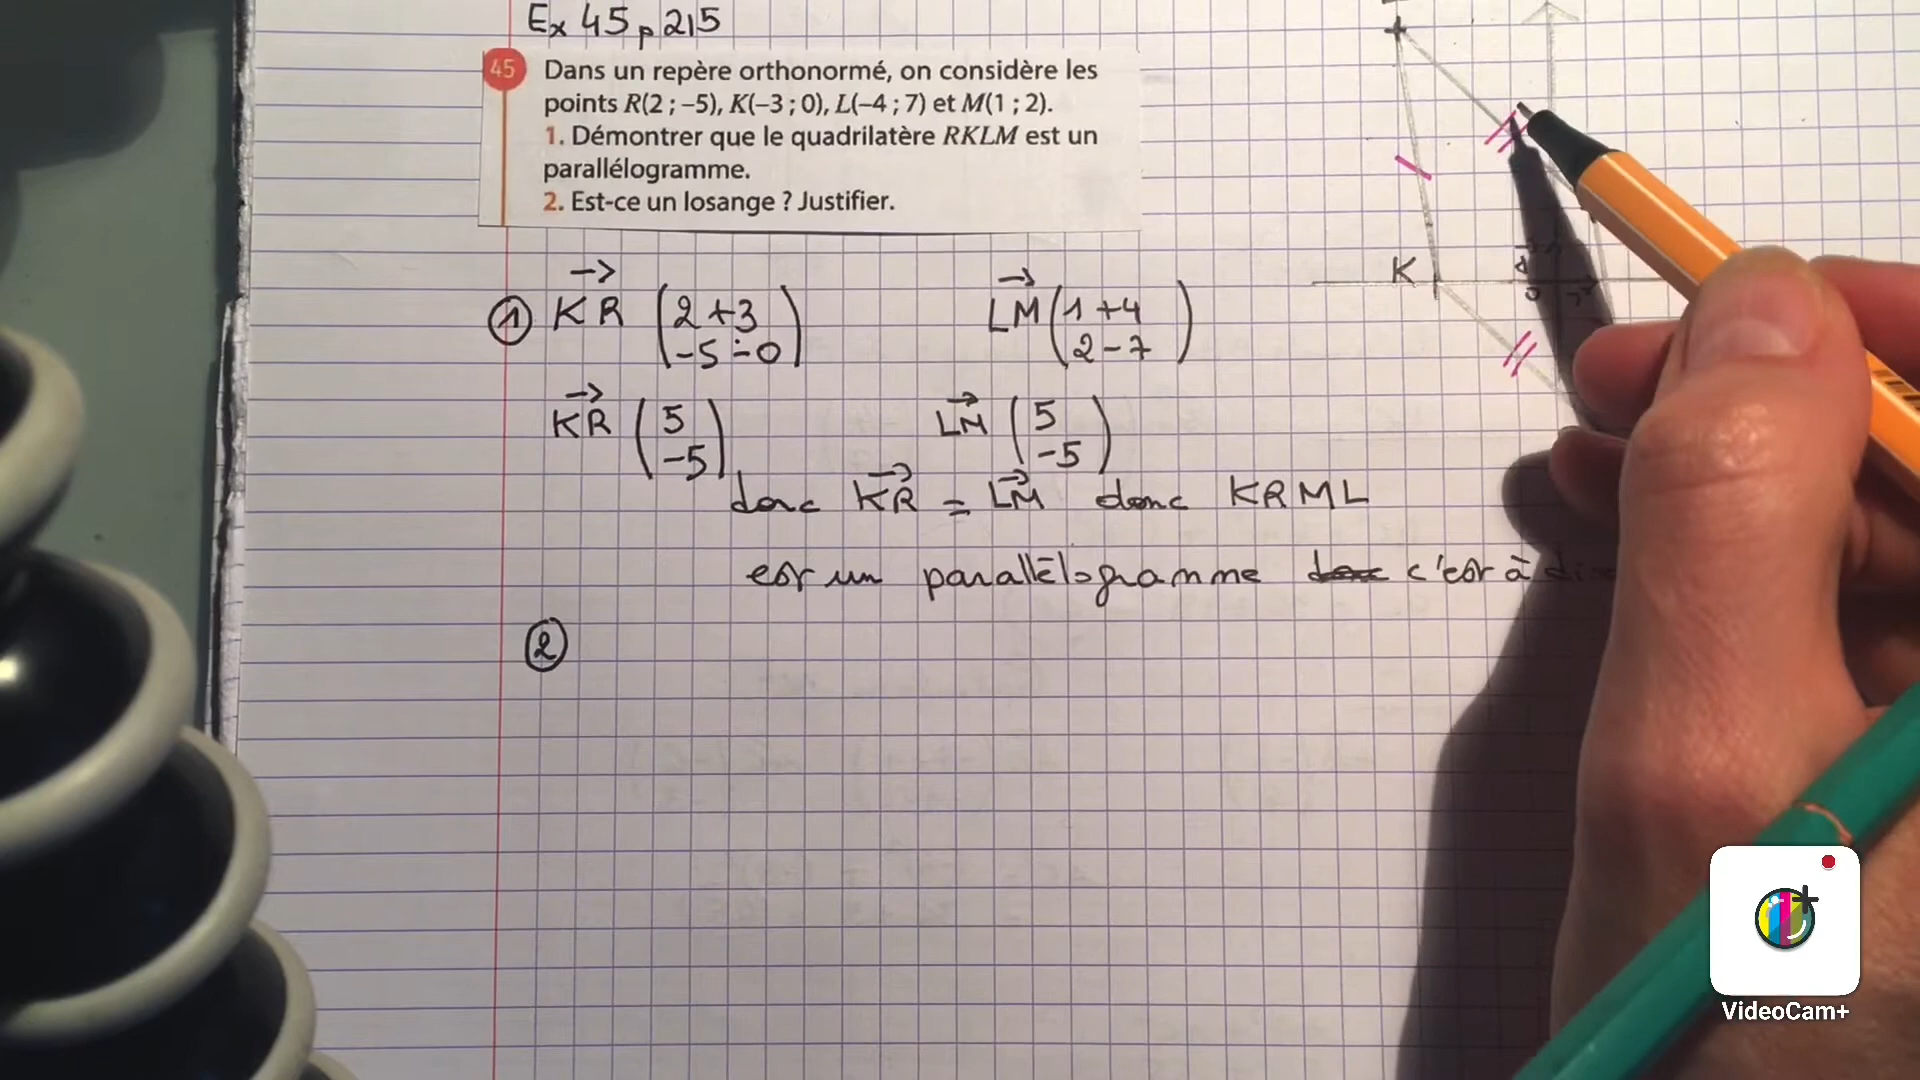 Ex 45 p 215
45 Dans un repère orthonormé, on considère les
points R(2 ; –5), K(–3 ; 0), L(–4 ; 7) et M(1 ; 2).
1. Démontrer que le quadrilatère RKLM est un
parallélogramme.
2. Est-ce un losange ? Justifier.
K
0
① KR (2 + 3 LM (1 + 4
-5 - 0) 2 - 7)
KR (5 LM (5
-5) -5)
donc KR = LM donc KRML
est un parallélogramme c'est à
②
VideoCam+